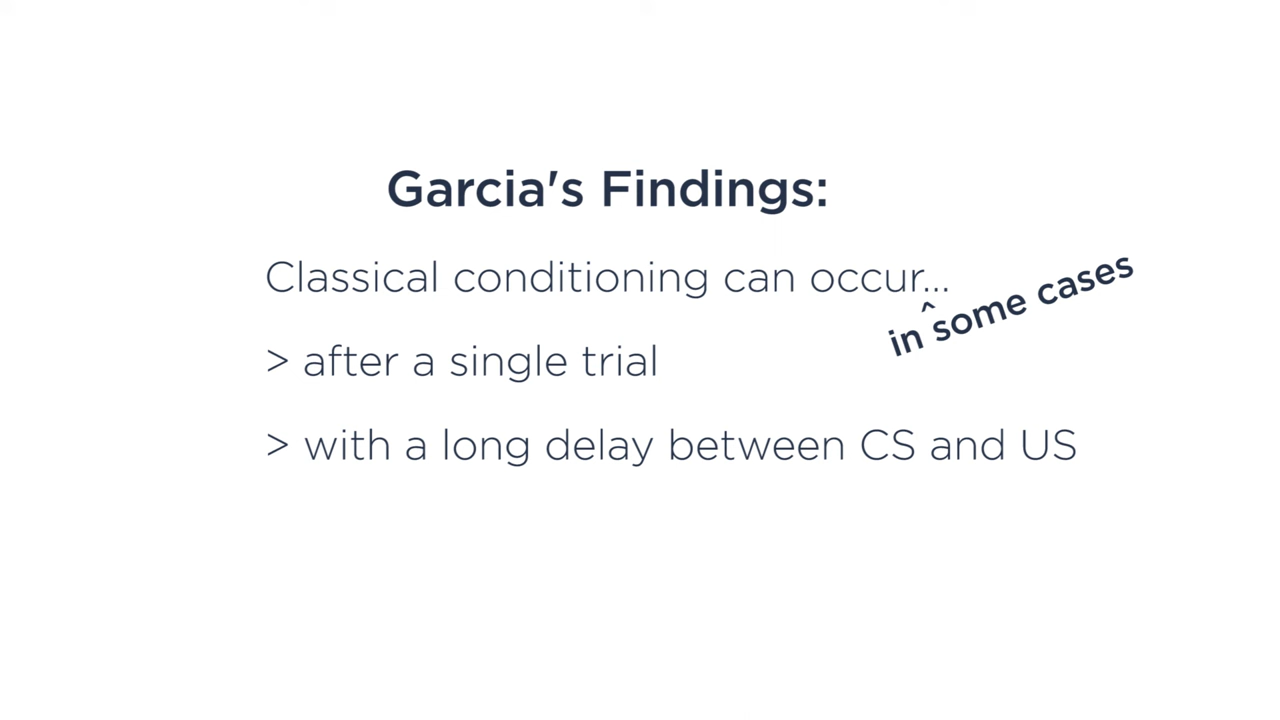 Garcia's Findings:
Classical conditioning can occur...
^
in some cases
> after a single trial
> with a long delay between CS and US